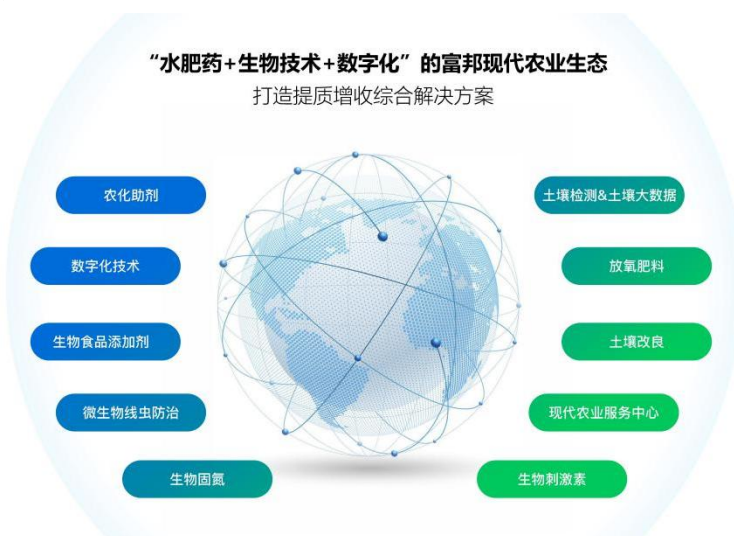 “水肥药+生物技术+数字化”的富邦现代农业生态
打造提质增收综合解决方案
农化助剂
土壤检测&土壤大数据
数字化技术
放氧肥料
生物食品添加剂
土壤改良
微生物线虫防治
现代农业服务中心
生物固氮
生物刺激素